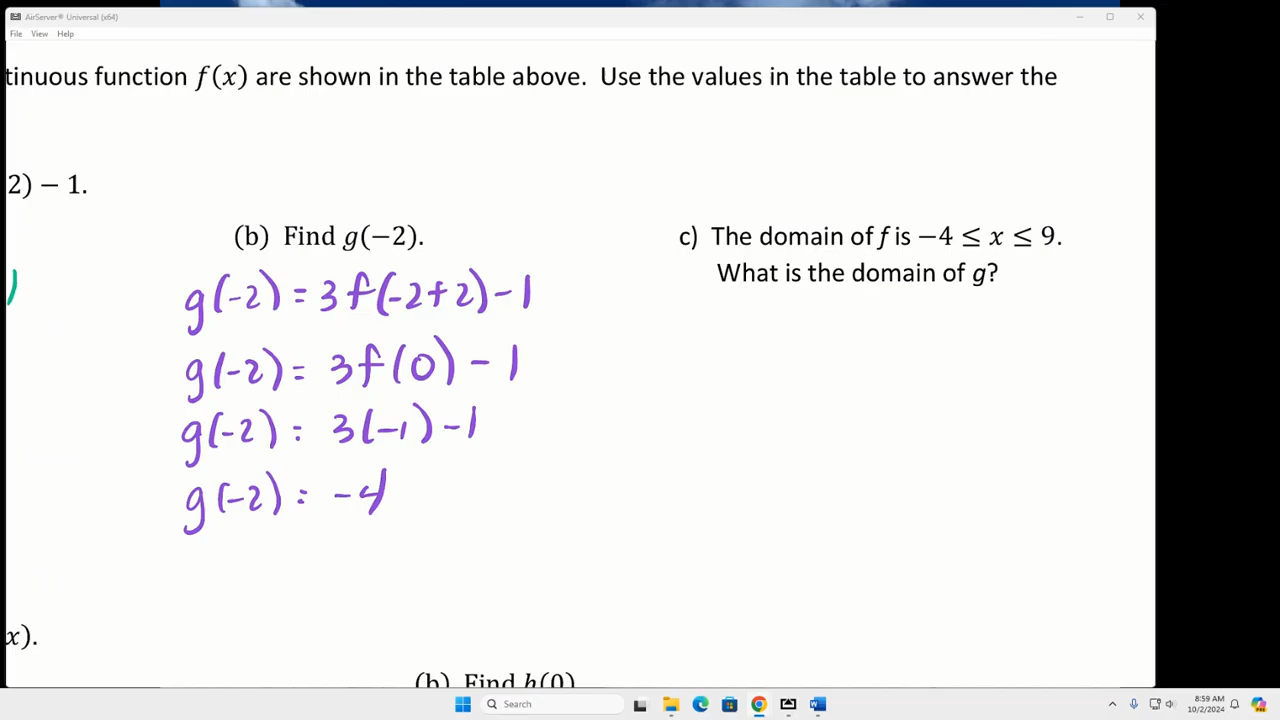 AirServer® Universal (x64)
File View Help
tinuous function f(x) are shown in the table above. Use the values in the table to answer the
2) − 1.
(b) Find g(−2).
c) The domain of f is −4 ≤ x ≤ 9.
What is the domain of g?
)
g(-2) = 3f(-2+2)-1
g(-2) = 3f(0) - 1
g(-2) = 3(-1)-1
g(-2) = -4
x).
(b) Find h(0)
Search
8:59 AM
10/2/2024